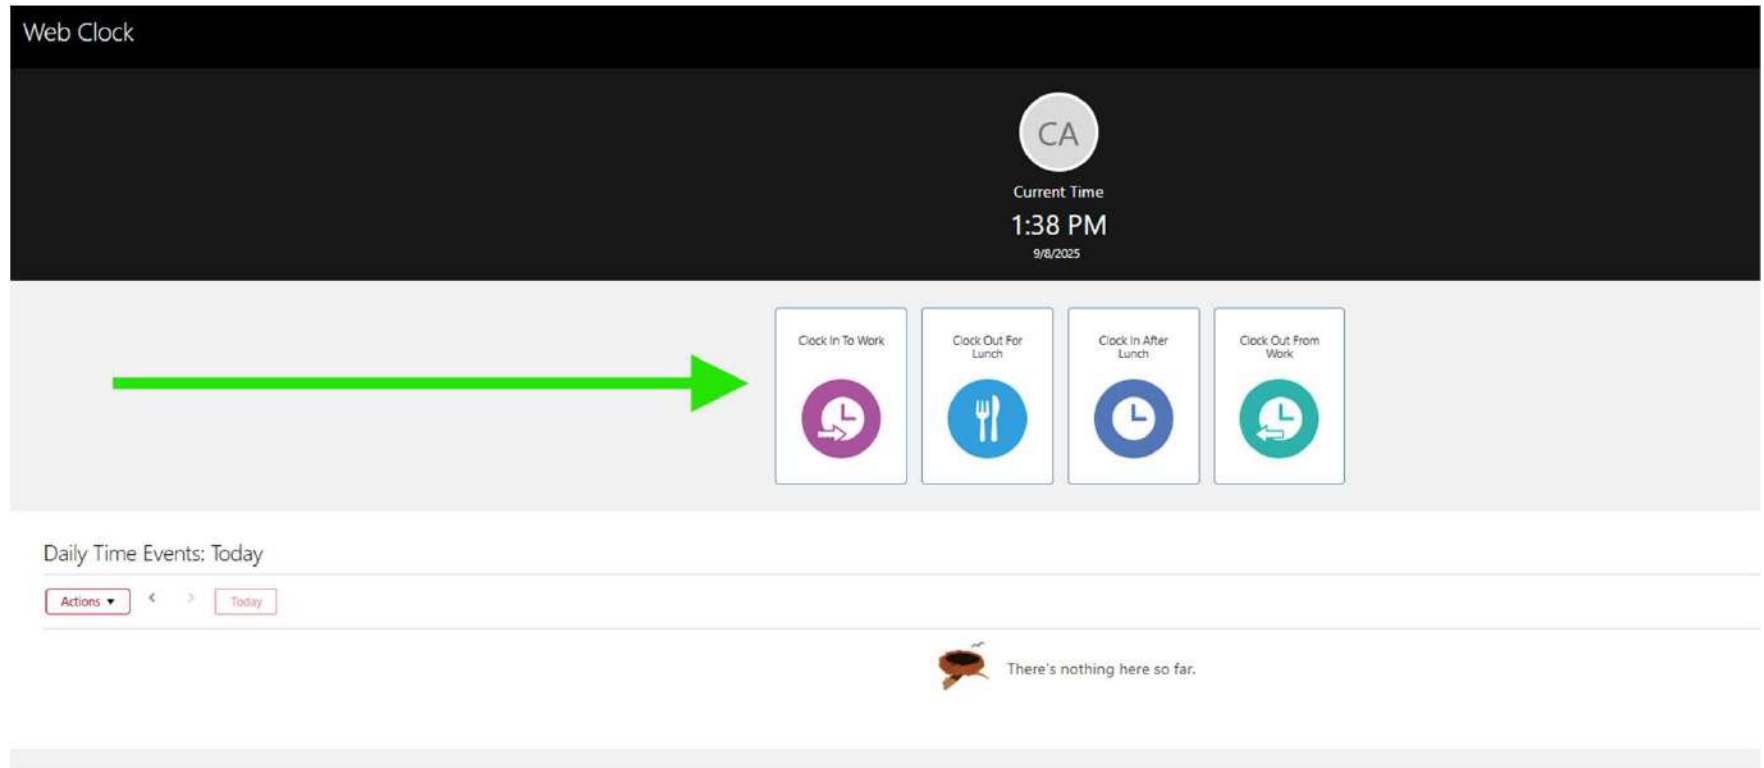 Web Clock
CA
Current Time
1:38 PM
9/8/2025
Clock In To Work
Clock Out For
Lunch
Clock In After
Lunch
Clock Out From
Work
Daily Time Events: Today
Actions
Today
There's nothing here so far.